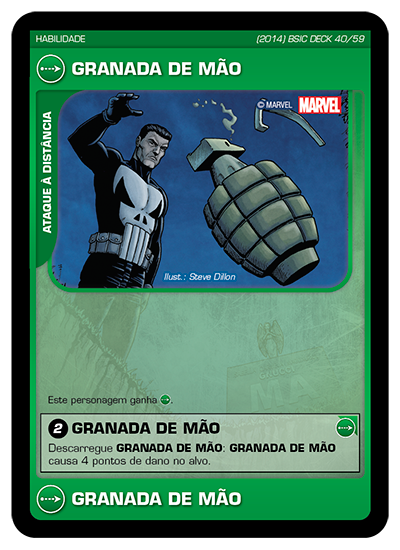 HABILIDADE (2014) BSIC DECK 40/59
GRANADA DE MÃO
ATAQUE À DISTÂNCIA
© MARVEL MARVEL
Ilust.: Steve Dillon
Este personagem ganha .
2 GRANADA DE MÃO
Descarregue GRANADA DE MÃO: GRANADA DE MÃO
causa 4 pontos de dano no alvo.
GRANADA DE MÃO